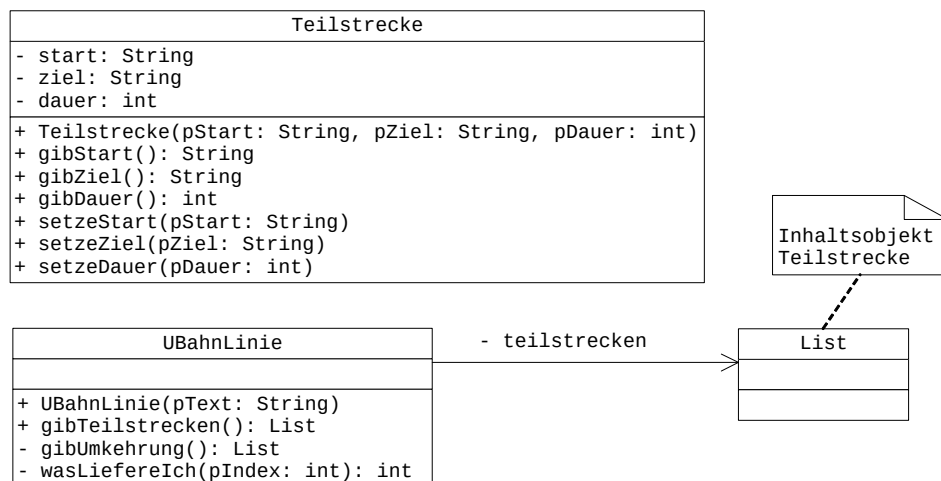 Teilstrecke
- start: String
- ziel: String
- dauer: int
+ Teilstrecke(pStart: String, pZiel: String, pDauer: int)
+ gibStart(): String
+ gibZiel(): String
+ gibDauer(): int
+ setzeStart(pStart: String)
+ setzeZiel(pZiel: String)
+ setzeDauer(pDauer: int)
Inhaltsobjekt
Teilstrecke
UBahnLinie
- teilstrecken
List
+ UBahnLinie(pText: String)
+ gibTeilstrecken(): List
- gibUmkehrung(): List
- wasLiefereIch(pIndex: int): int